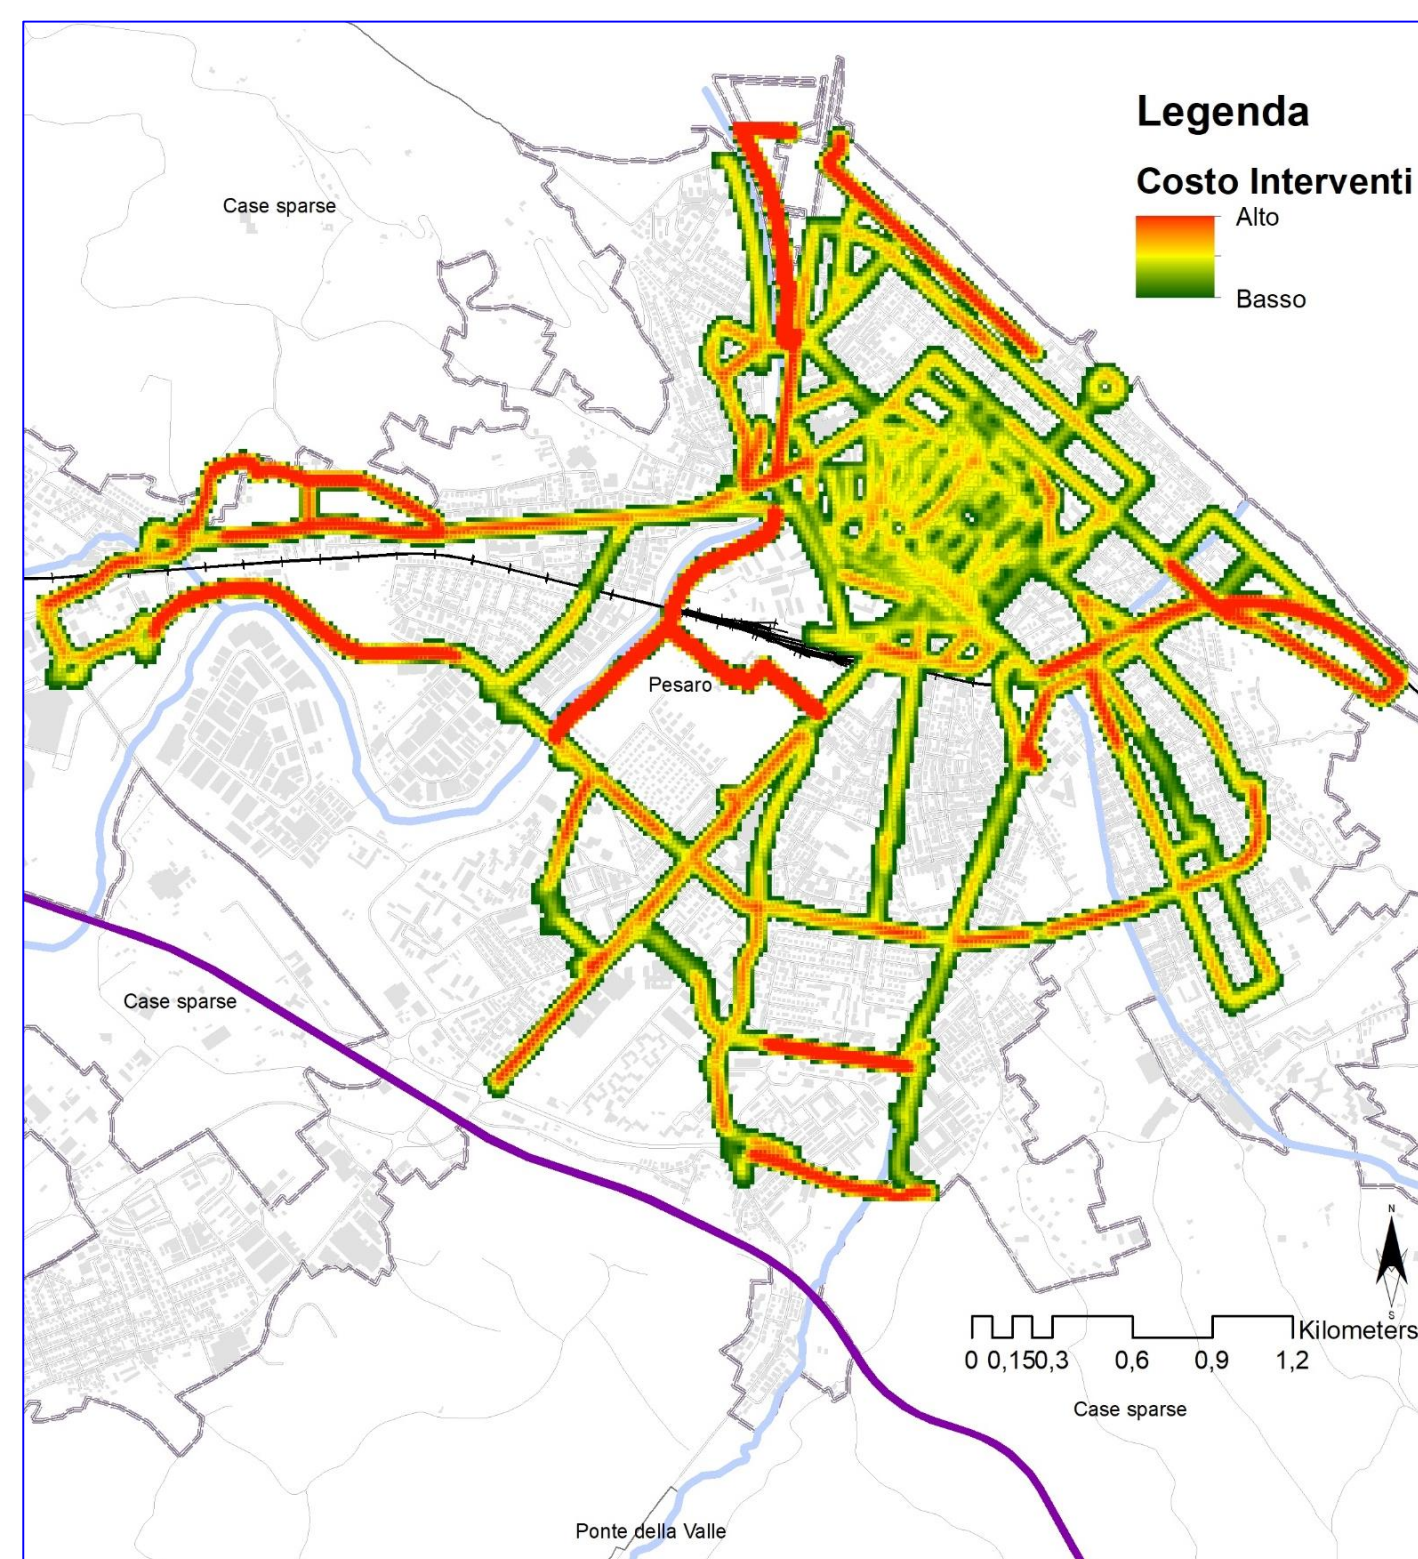 Legenda
Costo Interventi
Alto
Basso
Case sparse
Pesaro
Case sparse
N
S
Kilometers
0 0,150,3 0,6 0,9 1,2
Case sparse
Ponte della Valle